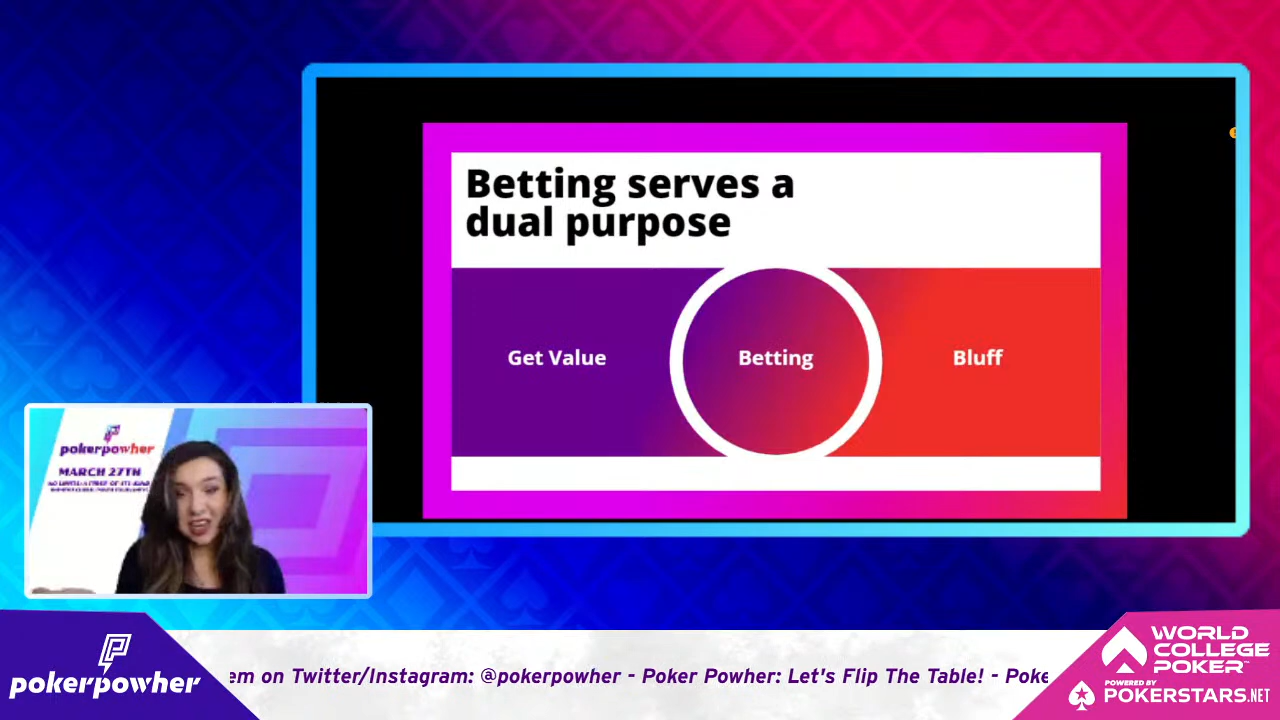 Betting serves a
dual purpose
Get Value
Betting
Bluff
pokerpowher
MARCH 27TH
pokerpowher
em on Twitter/Instagram: @pokerpowher - Poker Powher: Let's Flip The Table! - Poke
WORLD
COLLEGE
POKER™
POWERED BY
POKERSTARS.NET